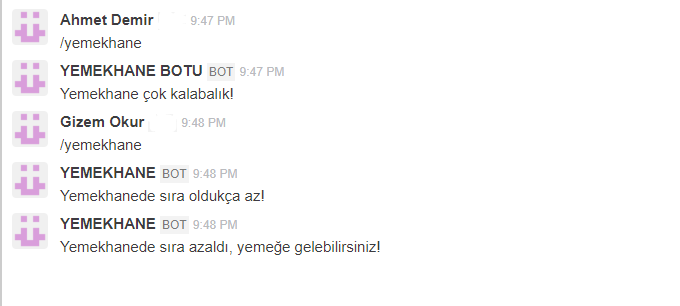 Ahmet Demir 9:47 PM
/yemekhane
YEMEKHANE BOTU BOT 9:47 PM
Yemekhane çok kalabalık!
Gizem Okur 9:48 PM
/yemekhane
YEMEKHANE BOT 9:48 PM
Yemekhanede sıra oldukça az!
YEMEKHANE BOT 9:48 PM
Yemekhanede sıra azaldı, yemeğe gelebilirsiniz!